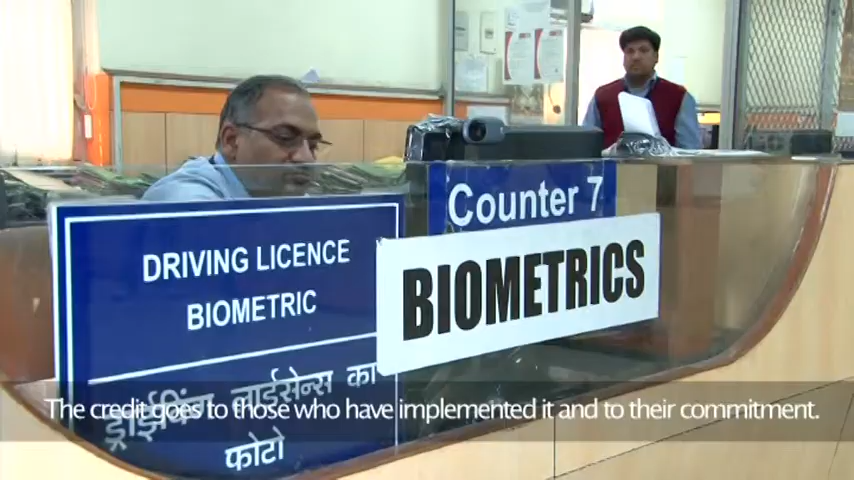 Counter 7
BIOMETRICS
DRIVING LICENCE
BIOMETRIC
ड्राईविंग लाईसेन्स का
फोटो
The credit goes to those who have implemented it and to their commitment.